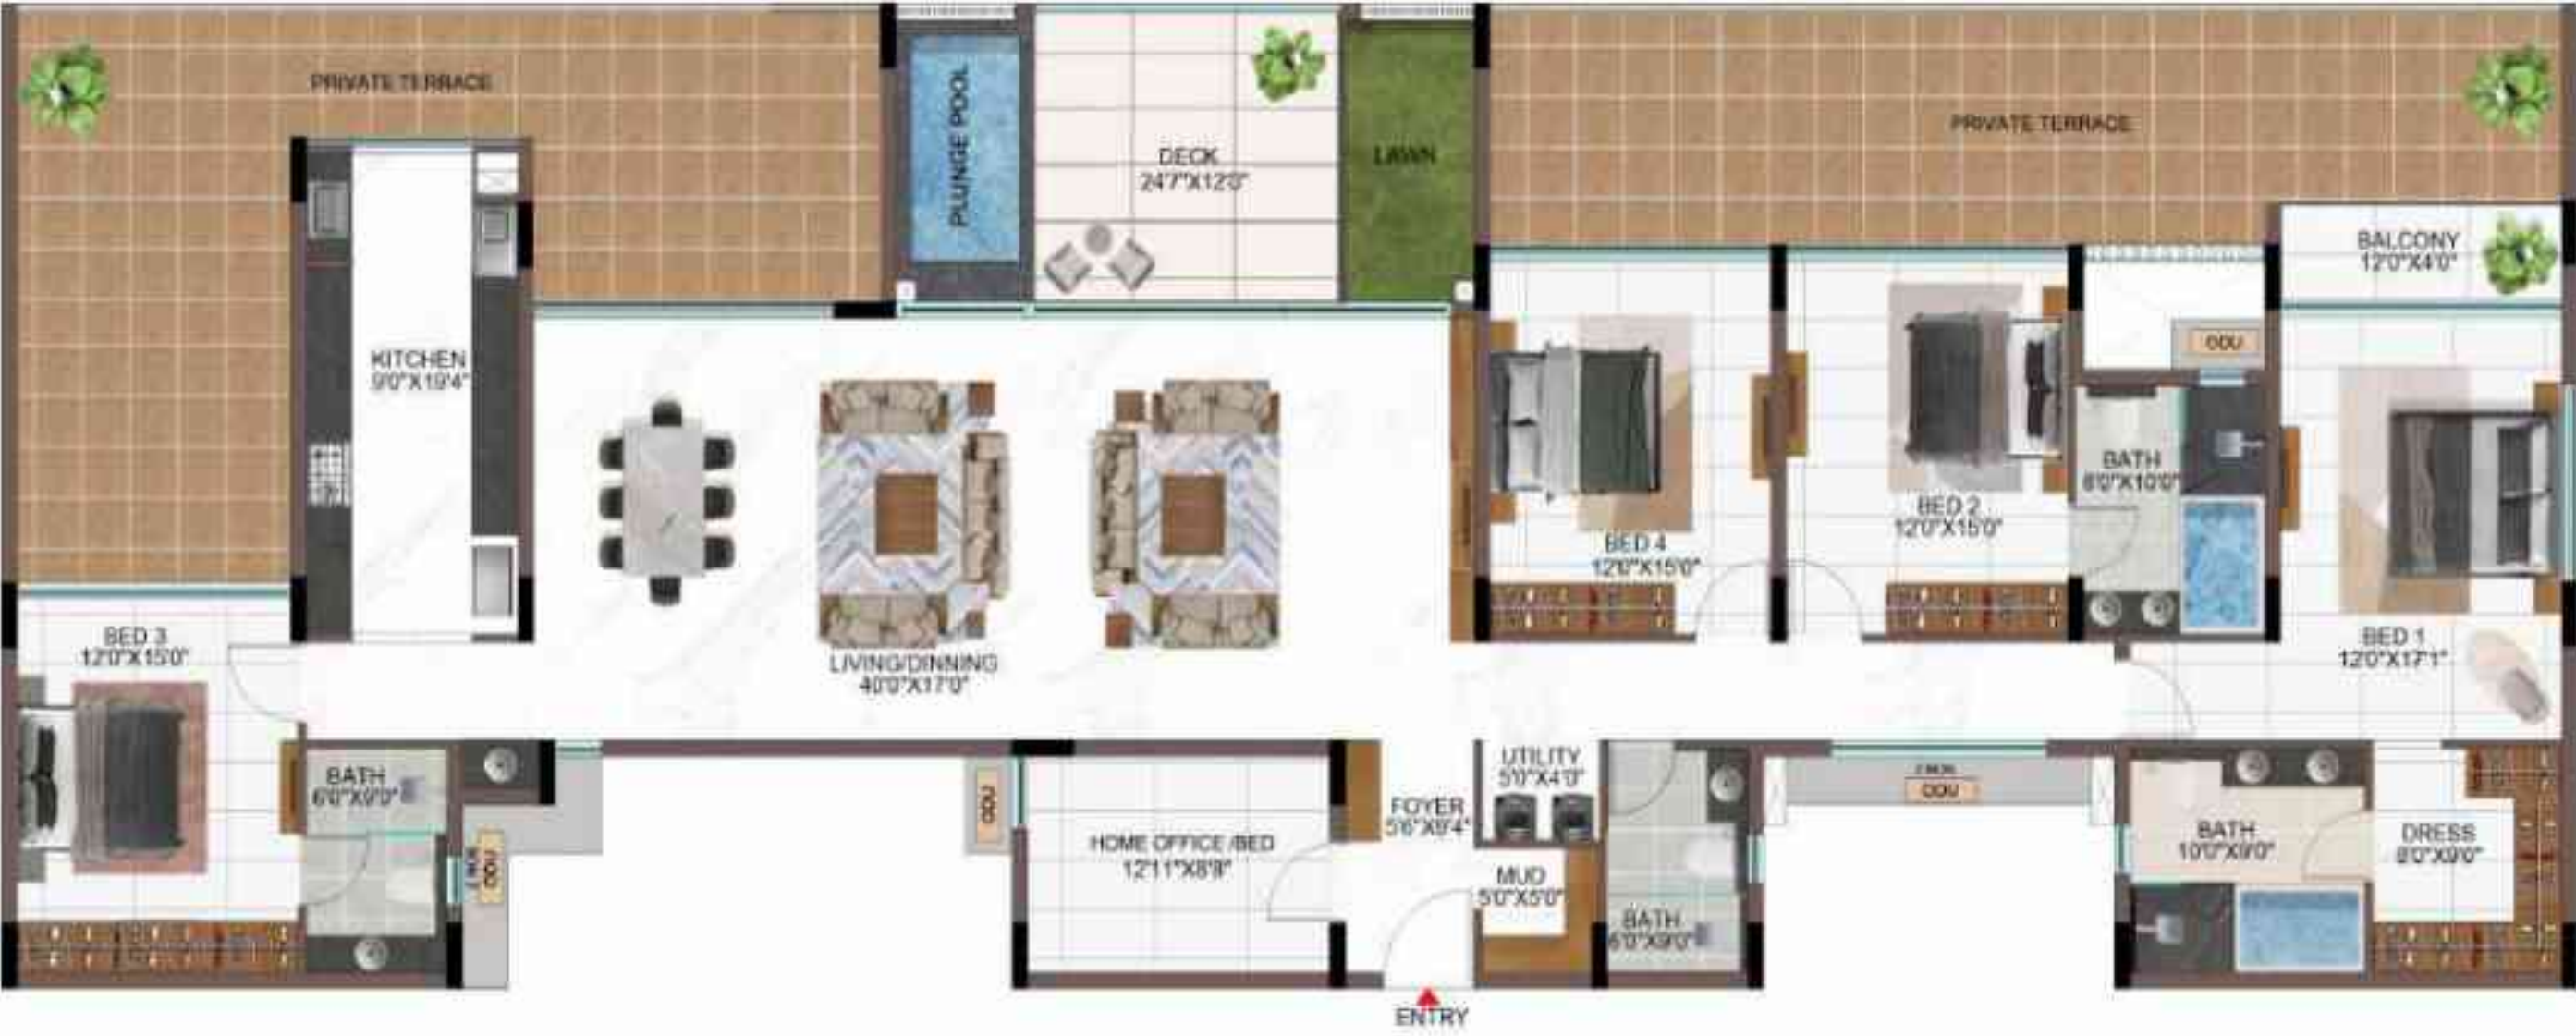 PRIVATE TERRACE
PLUNGE POOL
DECK
24'7"X12'0"
LAWN
PRIVATE TERRACE
BALCONY
12'0"X4'0"
ODU
KITCHEN
9'0"X19'4"
BATH
8'0"X10'0"
BED 2
12'0"X15'0"
BED 4
12'0"X15'0"
BED 3
12'0"X15'0"
LIVING/DINNING
40'0"X17'0"
BED 1
12'0"X17'1"
BATH
6'0"X9'0"
ODU
ODU
HOME OFFICE /BED
12'11"X8'9"
FOYER
5'6"X9'4"
UTILITY
5'0"X4'0"
MUD
5'0"X5'0"
BATH
6'0"X9'0"
ODU
BATH
10'0"X9'0"
DRESS
8'0"X9'0"
ENTRY